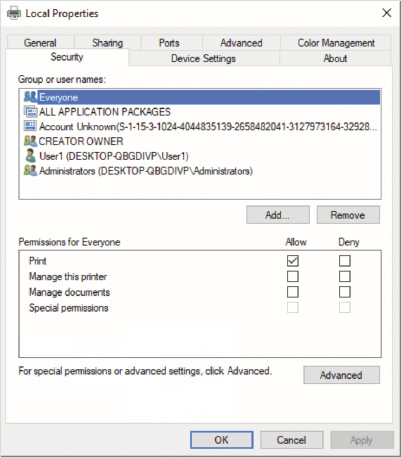 Local Properties
General Sharing Ports Advanced Color Management
Security Device Settings About
Group or user names:
Everyone
ALL APPLICATION PACKAGES
Account Unknown(S-1-15-3-1024-4044835139-2658482041-3127973164-32928...
CREATOR OWNER
User1 (DESKTOP-QBGDIVP\User1)
Administrators (DESKTOP-QBGDIVP\Administrators)
Add... Remove
Permissions for Everyone Allow Deny
Print
Manage this printer
Manage documents
Special permissions
For special permissions or advanced settings, click Advanced. Advanced
OK Cancel Apply